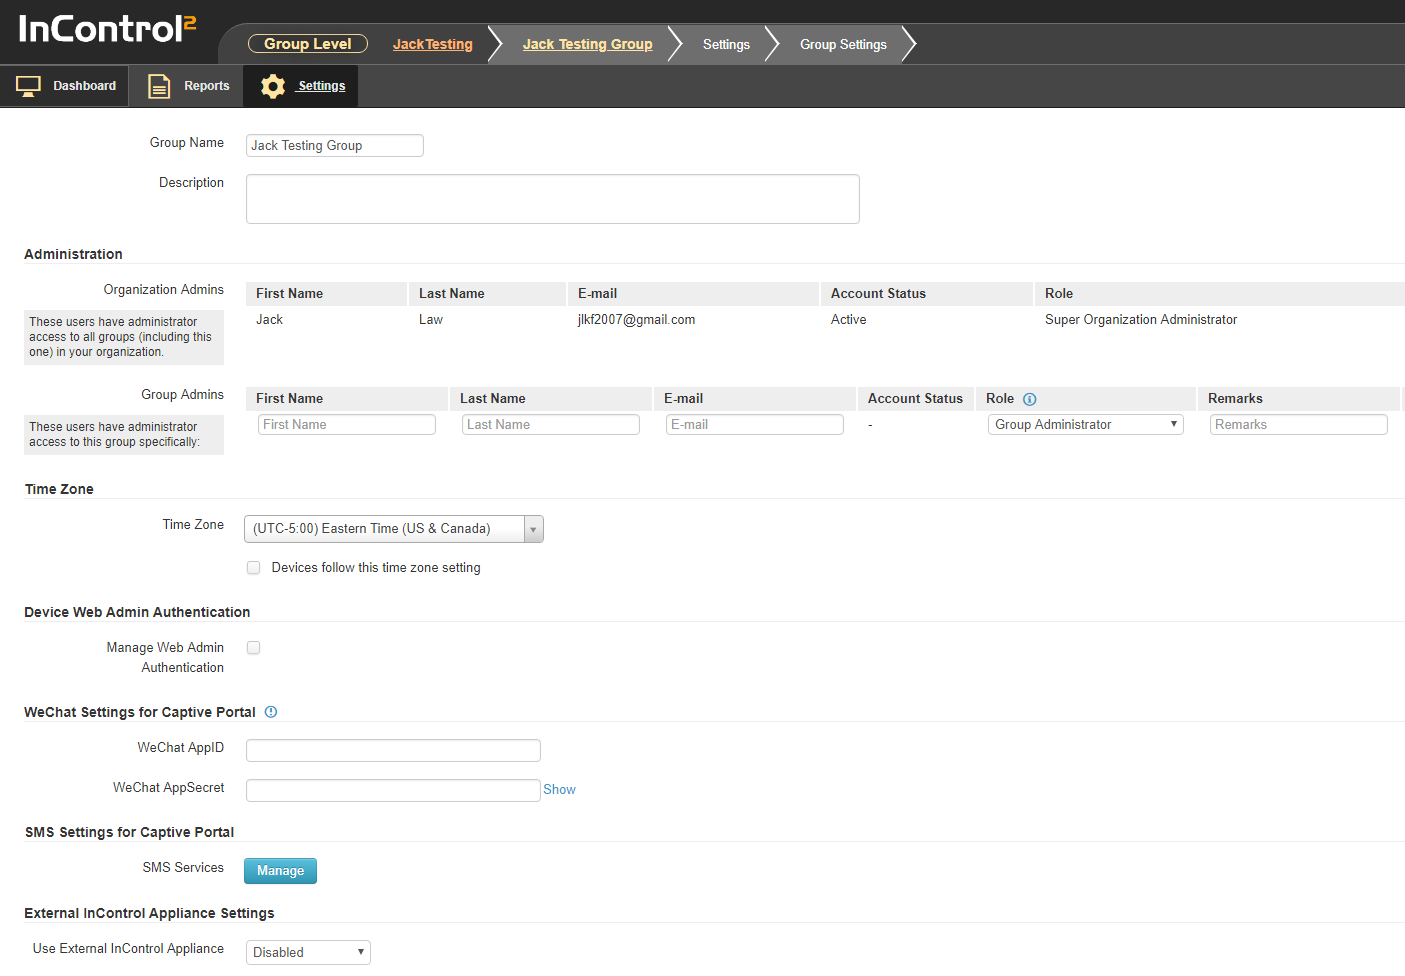 InControl²
Group Level JackTesting Jack Testing Group Settings Group Settings
Dashboard Reports Settings
Group Name Jack Testing Group
Description
Administration
Organization Admins First Name Last Name E-mail Account Status Role
These users have administrator access to all groups (including this one) in your organization.
Jack Law jlkf2007@gmail.com Active Super Organization Administrator
Group Admins First Name Last Name E-mail Account Status Role Remarks
These users have administrator access to this group specifically:
First Name Last Name E-mail - Group Administrator Remarks
Time Zone
Time Zone (UTC-5:00) Eastern Time (US & Canada)
Devices follow this time zone setting
Device Web Admin Authentication
Manage Web Admin
Authentication
WeChat Settings for Captive Portal
WeChat AppID
WeChat AppSecret Show
SMS Settings for Captive Portal
SMS Services Manage
External InControl Appliance Settings
Use External InControl Appliance Disabled